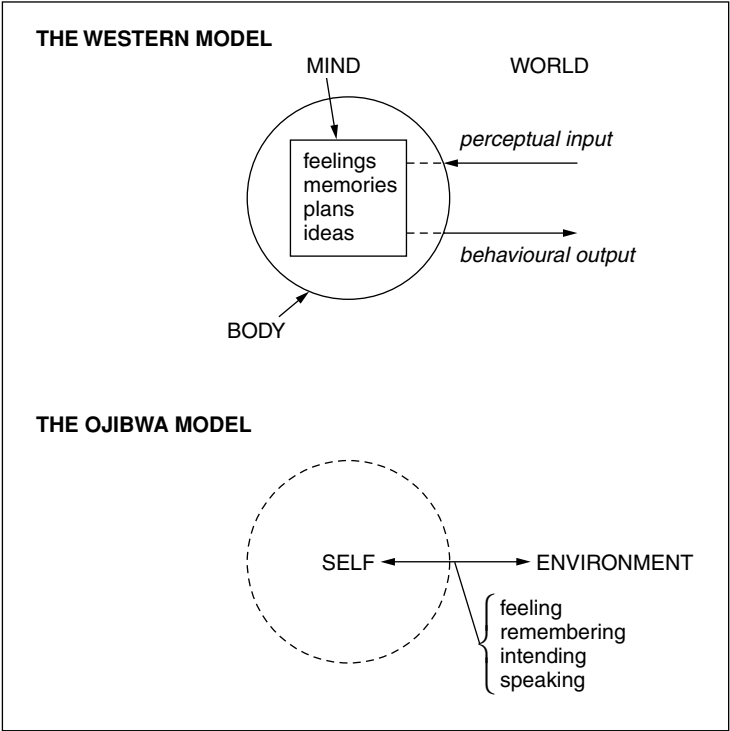 THE WESTERN MODEL
MIND
WORLD
perceptual input
feelings
memories
plans
ideas
behavioural output
BODY
THE OJIBWA MODEL
SELF
ENVIRONMENT
feeling
remembering
intending
speaking